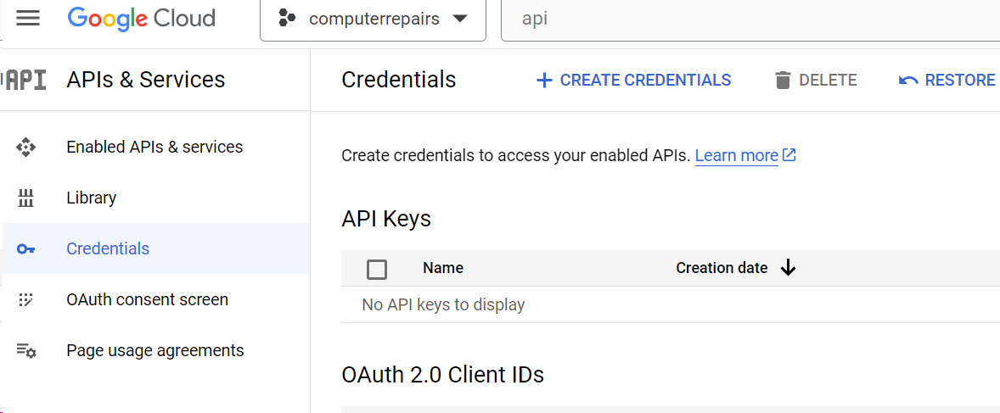 Google Cloud
computerrepairs
api
API
APIs & Services
Credentials
CREATE CREDENTIALS
DELETE
RESTORE
Enabled APIs & services
Library
Credentials
OAuth consent screen
Page usage agreements
Create credentials to access your enabled APIs. Learn more
API Keys
Name
Creation date
No API keys to display
OAuth 2.0 Client IDs